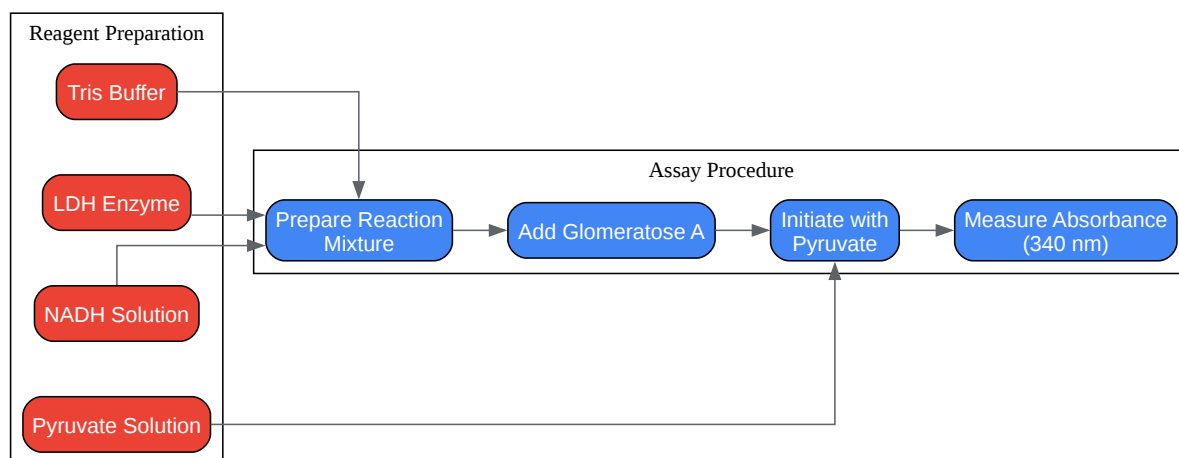 Reagent Preparation
Tris Buffer
LDH Enzyme
NADH Solution
Pyruvate Solution
Assay Procedure
Prepare Reaction
Mixture
Add Glomeratose A
Initiate with
Pyruvate
Measure Absorbance
(340 nm)